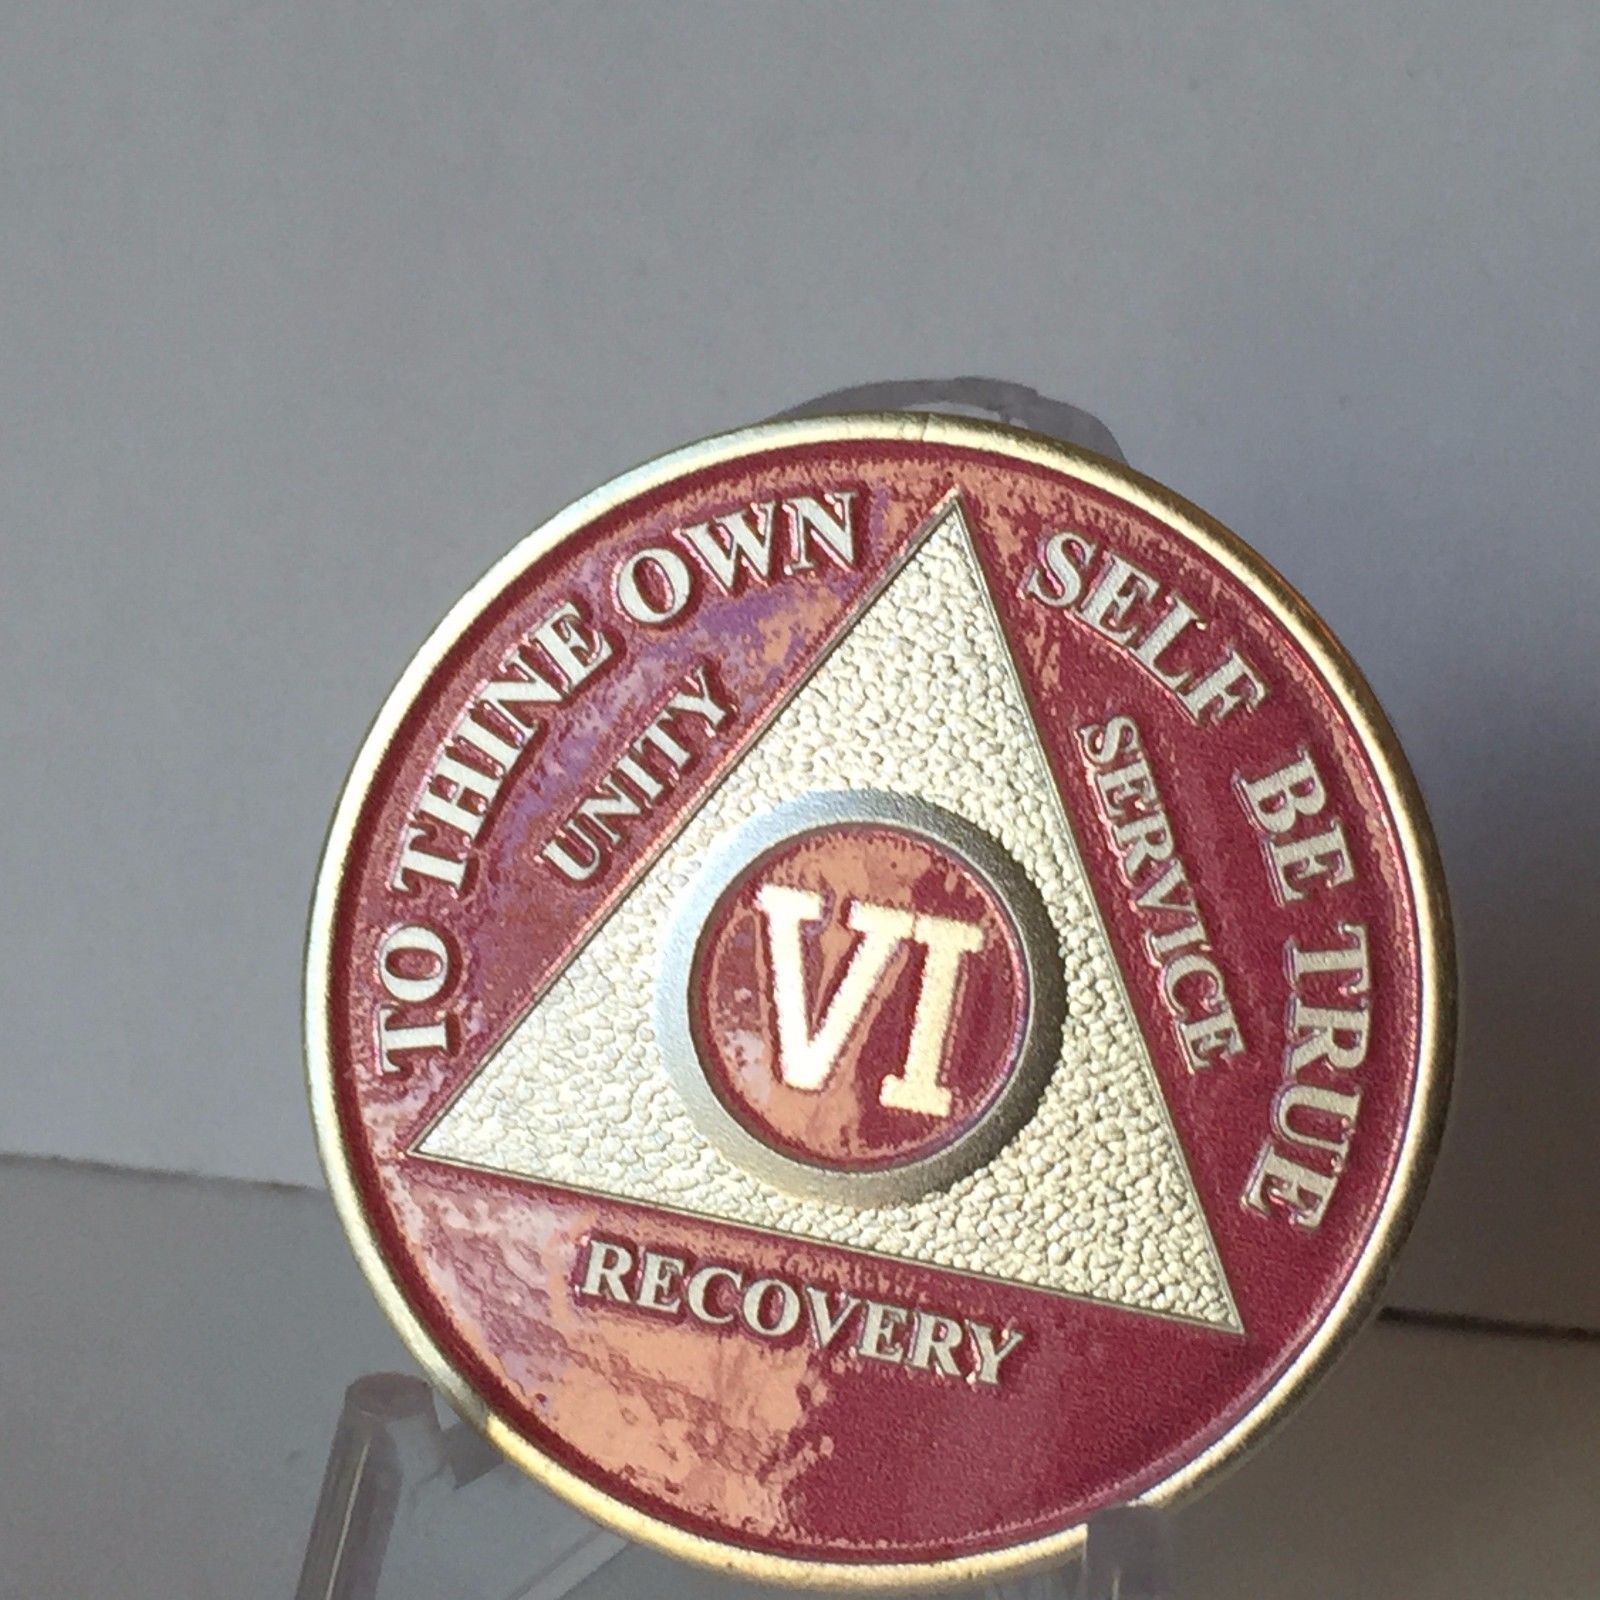 TO THINE OWN SELF BE TRUE
UNITY
SERVICE
VI
RECOVERY